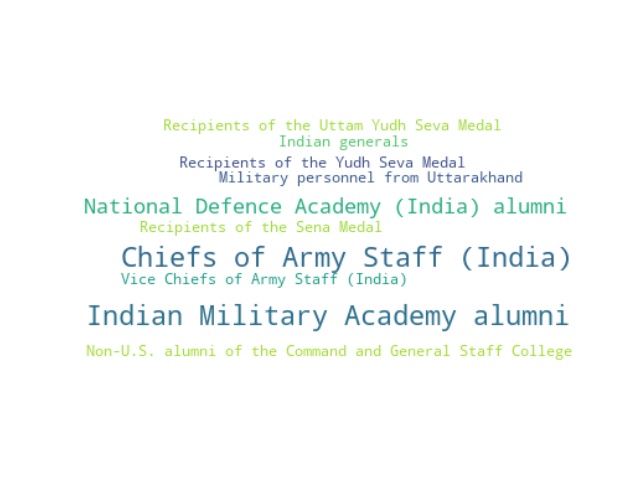 Recipients of the Uttam Yudh Seva Medal
Indian generals
Recipients of the Yudh Seva Medal
Military personnel from Uttarakhand
National Defence Academy (India) alumni
Recipients of the Sena Medal
Chiefs of Army Staff (India)
Vice Chiefs of Army Staff (India)
Indian Military Academy alumni
Non-U.S. alumni of the Command and General Staff College